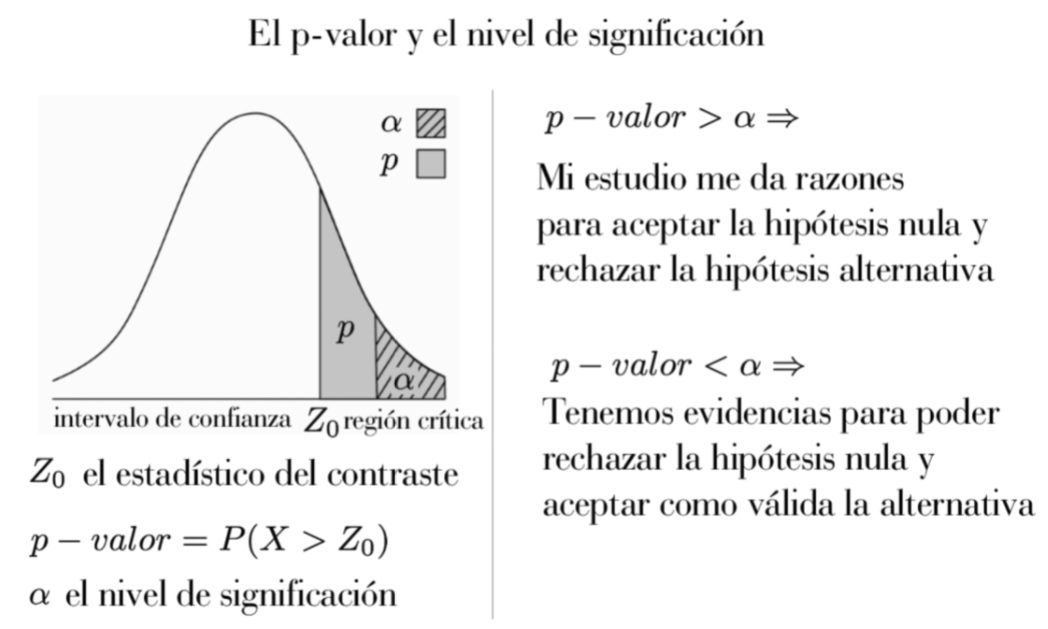 El p-valor y el nivel de significación
α
p
p
α
intervalo de confianza Z₀ región crítica
Z₀ el estadístico del contraste
p − valor = P(X > Z₀)
α el nivel de significación
p − valor > α ⇒
Mi estudio me da razones
para aceptar la hipótesis nula y
rechazar la hipótesis alternativa
p − valor < α ⇒
Tenemos evidencias para poder
rechazar la hipótesis nula y
aceptar como válida la alternativa